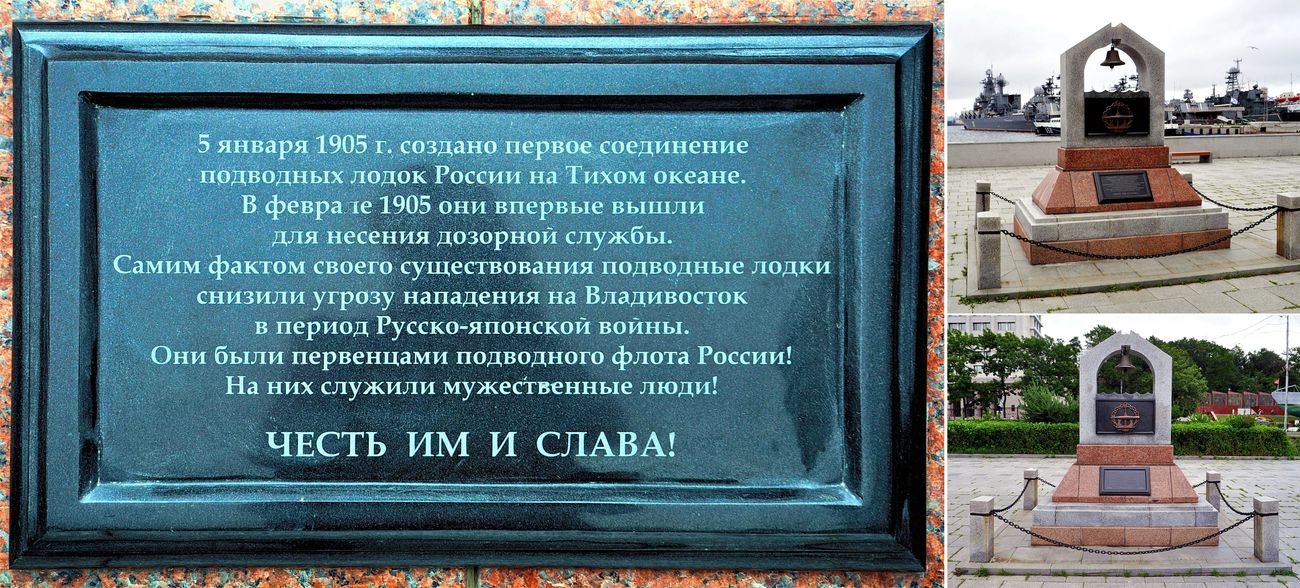 5 января 1905 г. создано первое соединение
подводных лодок России на Тихом океане.
В феврале 1905 они впервые вышли
для несения дозорной службы.
Самим фактом своего существования подводные лодки
снизили угрозу нападения на Владивосток
в период Русско-японской войны.
Они были первенцами подводного флота России!
На них служили мужественные люди!
ЧЕСТЬ ИМ И СЛАВА!